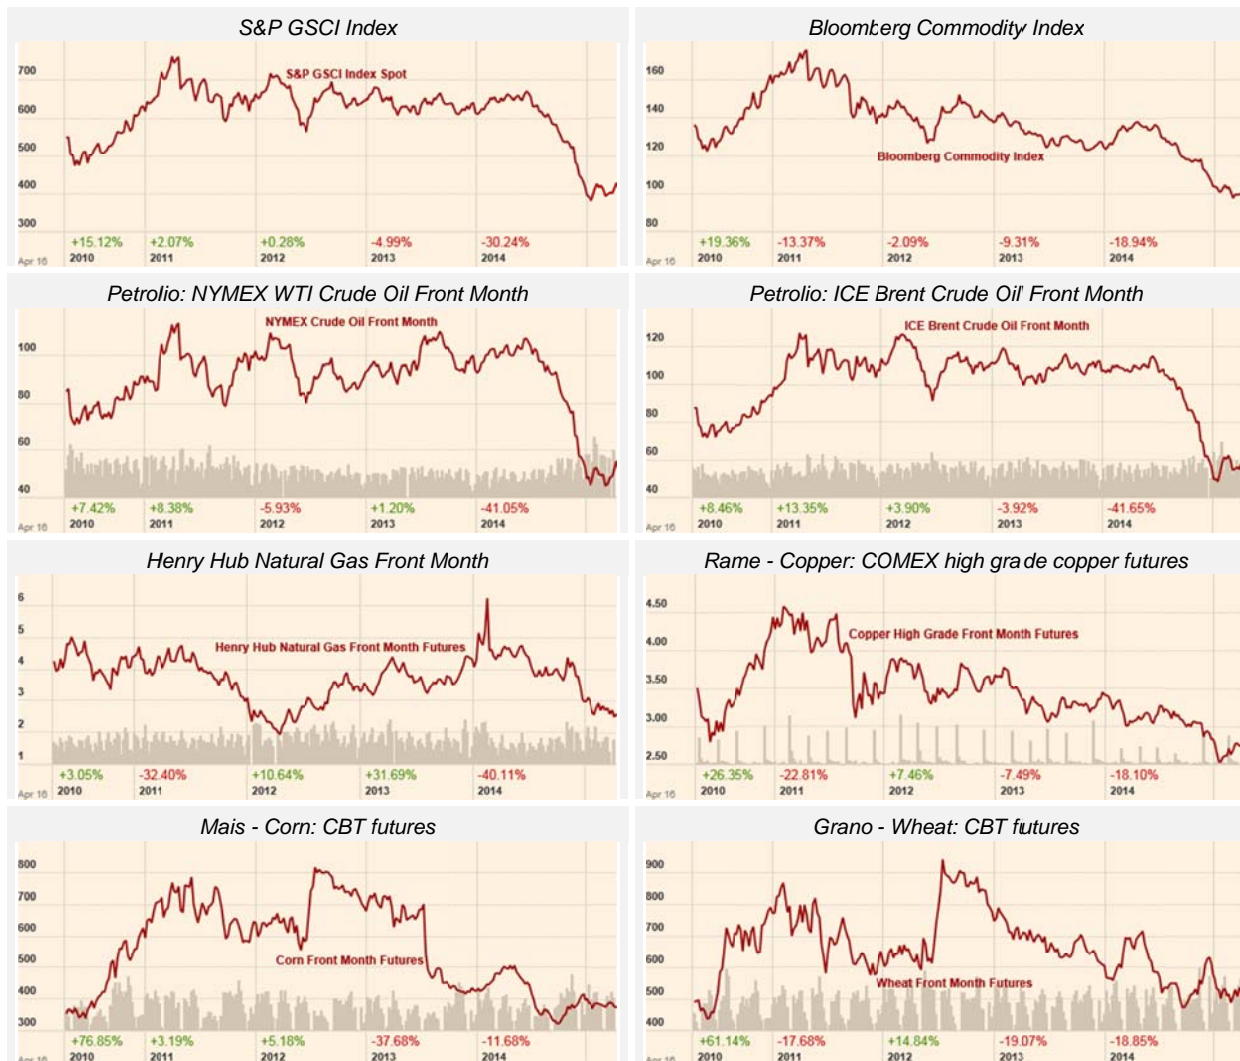 S&P GSCI Index
700
600
500
400
300
S&P GSCI Index Spot
+15.12% +2.07% +0.28% -4.99% -30.24%
Apr 16 2010 2011 2012 2013 2014
Bloomberg Commodity Index
160
140
120
100
80
Bloomberg Commodity Index
+19.36% -13.37% -2.09% -9.31% -18.94%
2010 2011 2012 2013 2014
Petrolio: NYMEX WTI Crude Oil Front Month
NYMEX Crude Oil Front Month
100
80
60
40
+7.42% +8.38% -5.93% +1.20% -41.05%
Apr 16 2010 2011 2012 2013 2014
Petrolio: ICE Brent Crude Oil Front Month
ICE Brent Crude Oil Front Month
120
100
80
60
40
+8.46% +13.35% +3.90% -3.92% -41.65%
Apr 16 2010 2011 2012 2013 2014
Henry Hub Natural Gas Front Month
6
5
4
3
2
1
Henry Hub Natural Gas Front Month Futures
+3.05% -32.40% +10.64% +31.69% -40.11%
Apr 16 2010 2011 2012 2013 2014
Rame - Copper: COMEX high grade copper futures
4.50
4.00
3.50
3.00
2.50
Copper High Grade Front Month Futures
+26.35% -22.81% +7.46% -7.49% -18.10%
Apr 16 2010 2011 2012 2013 2014
Mais - Corn: CBT futures
800
700
600
500
400
300
Corn Front Month Futures
+76.85% +3.19% +5.18% -37.68% -11.68%
Apr 16 2010 2011 2012 2013 2014
Grano - Wheat: CBT futures
900
800
700
600
500
400
Wheat Front Month Futures
+61.14% -17.68% +14.84% -19.07% -18.85%
Apr 16 2010 2011 2012 2013 2014